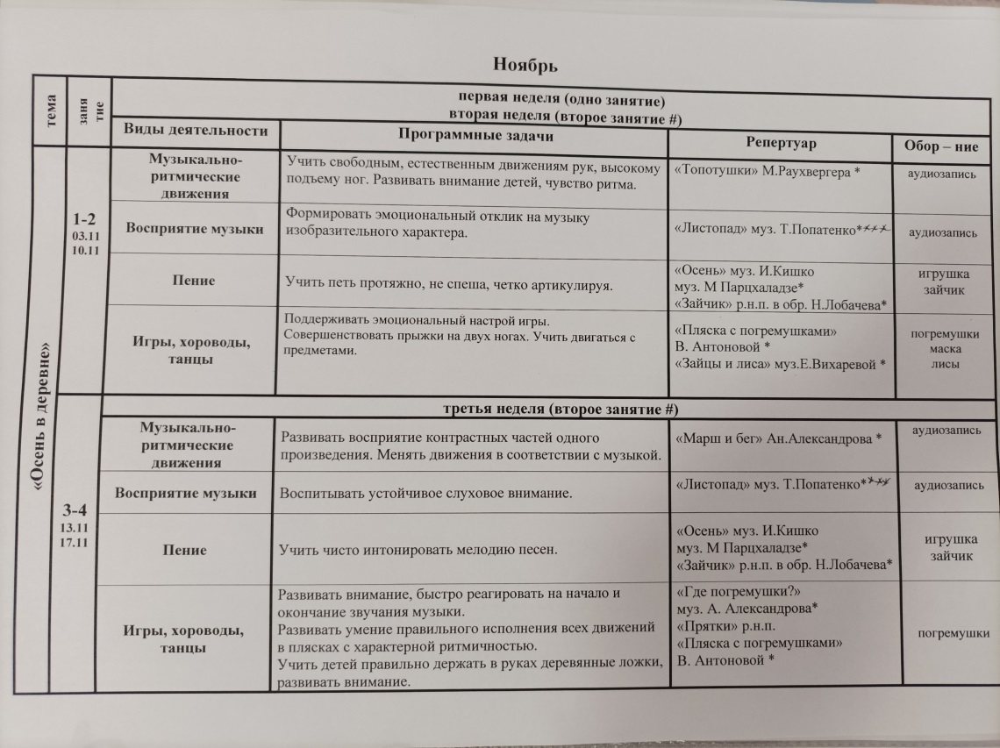 Ноябрь
тема
заня
тие
первая неделя (одно занятие)
вторая неделя (второе занятие #)
Виды деятельности
Программные задачи
Репертуар
Обор – ние
«Осень в деревне»
1-2
03.11
10.11
Музыкально-
ритмические
движения
Учить свободным, естественным движениям рук, высокому
подъему ног. Развивать внимание детей, чувство ритма.
«Топотушки» М.Раухвергера *
аудиозапись
Восприятие музыки
Формировать эмоциональный отклик на музыку
изобразительного характера.
«Листопад» муз. Т.Попатенко****
аудиозапись
Пение
Учить петь протяжно, не спеша, четко артикулируя.
«Осень» муз. И.Кишко
муз. М Парцхаладзе*
«Зайчик» р.н.п. в обр. Н.Лобачева*
игрушка
зайчик
Игры, хороводы,
танцы
Поддерживать эмоциональный настрой игры.
Совершенствовать прыжки на двух ногах. Учить двигаться с
предметами.
«Пляска с погремушками»
В. Антоновой *
«Зайцы и лиса» муз.Е.Вихаревой *
погремушки
маска
лисы
третья неделя (второе занятие #)
3-4
13.11
17.11
Музыкально-
ритмические
движения
Развивать восприятие контрастных частей одного
произведения. Менять движения в соответствии с музыкой.
«Марш и бег» Ан.Александрова *
аудиозапись
Восприятие музыки
Воспитывать устойчивое слуховое внимание.
«Листопад» муз. Т.Попатенко****
аудиозапись
Пение
Учить чисто интонировать мелодию песен.
«Осень» муз. И.Кишко
муз. М Парцхаладзе*
«Зайчик» р.н.п. в обр. Н.Лобачева*
игрушка
зайчик
Игры, хороводы,
танцы
Развивать внимание, быстро реагировать на начало и
окончание звучания музыки.
Развивать умение правильного исполнения всех движений
в плясках с характерной ритмичностью.
Учить детей правильно держать в руках деревянные ложки,
развивать внимание.
«Где погремушки?»
муз. А. Александрова*
«Прятки» р.н.п.
«Пляска с погремушками»
В. Антоновой *
погремушки